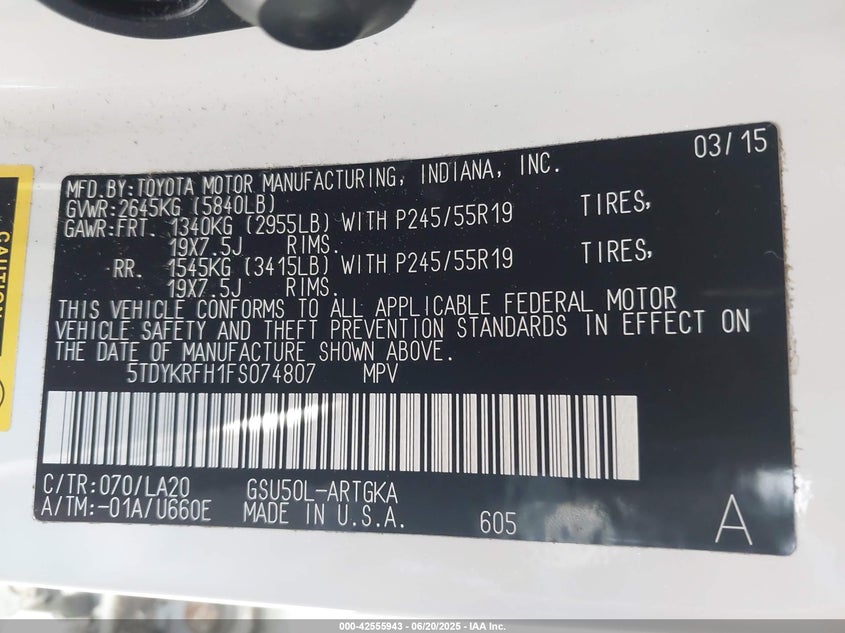 03/15
MFD.BY:TOYOTA MOTOR MANUFACTURING, INDIANA, INC.
GVWR:2645KG (5840LB)
GAWR:FRT. 1340KG (2955LB) WITH P245/55R19 TIRES,
19X7.5J RIMS.
RR. 1545KG (3415LB) WITH P245/55R19 TIRES,
19X7.5J RIMS.
THIS VEHICLE CONFORMS TO ALL APPLICABLE FEDERAL MOTOR
VEHICLE SAFETY AND THEFT PREVENTION STANDARDS IN EFFECT ON
THE DATE OF MANUFACTURE SHOWN ABOVE.
5TDYKRFH1FS074807 MPV
C/TR:070/LA20 GSU50L-ARTGKA
A/TM:-01A/U660E MADE IN U.S.A. 605 A
CAUTION
000-42555943 - 06/20/2025 - IAA Inc.